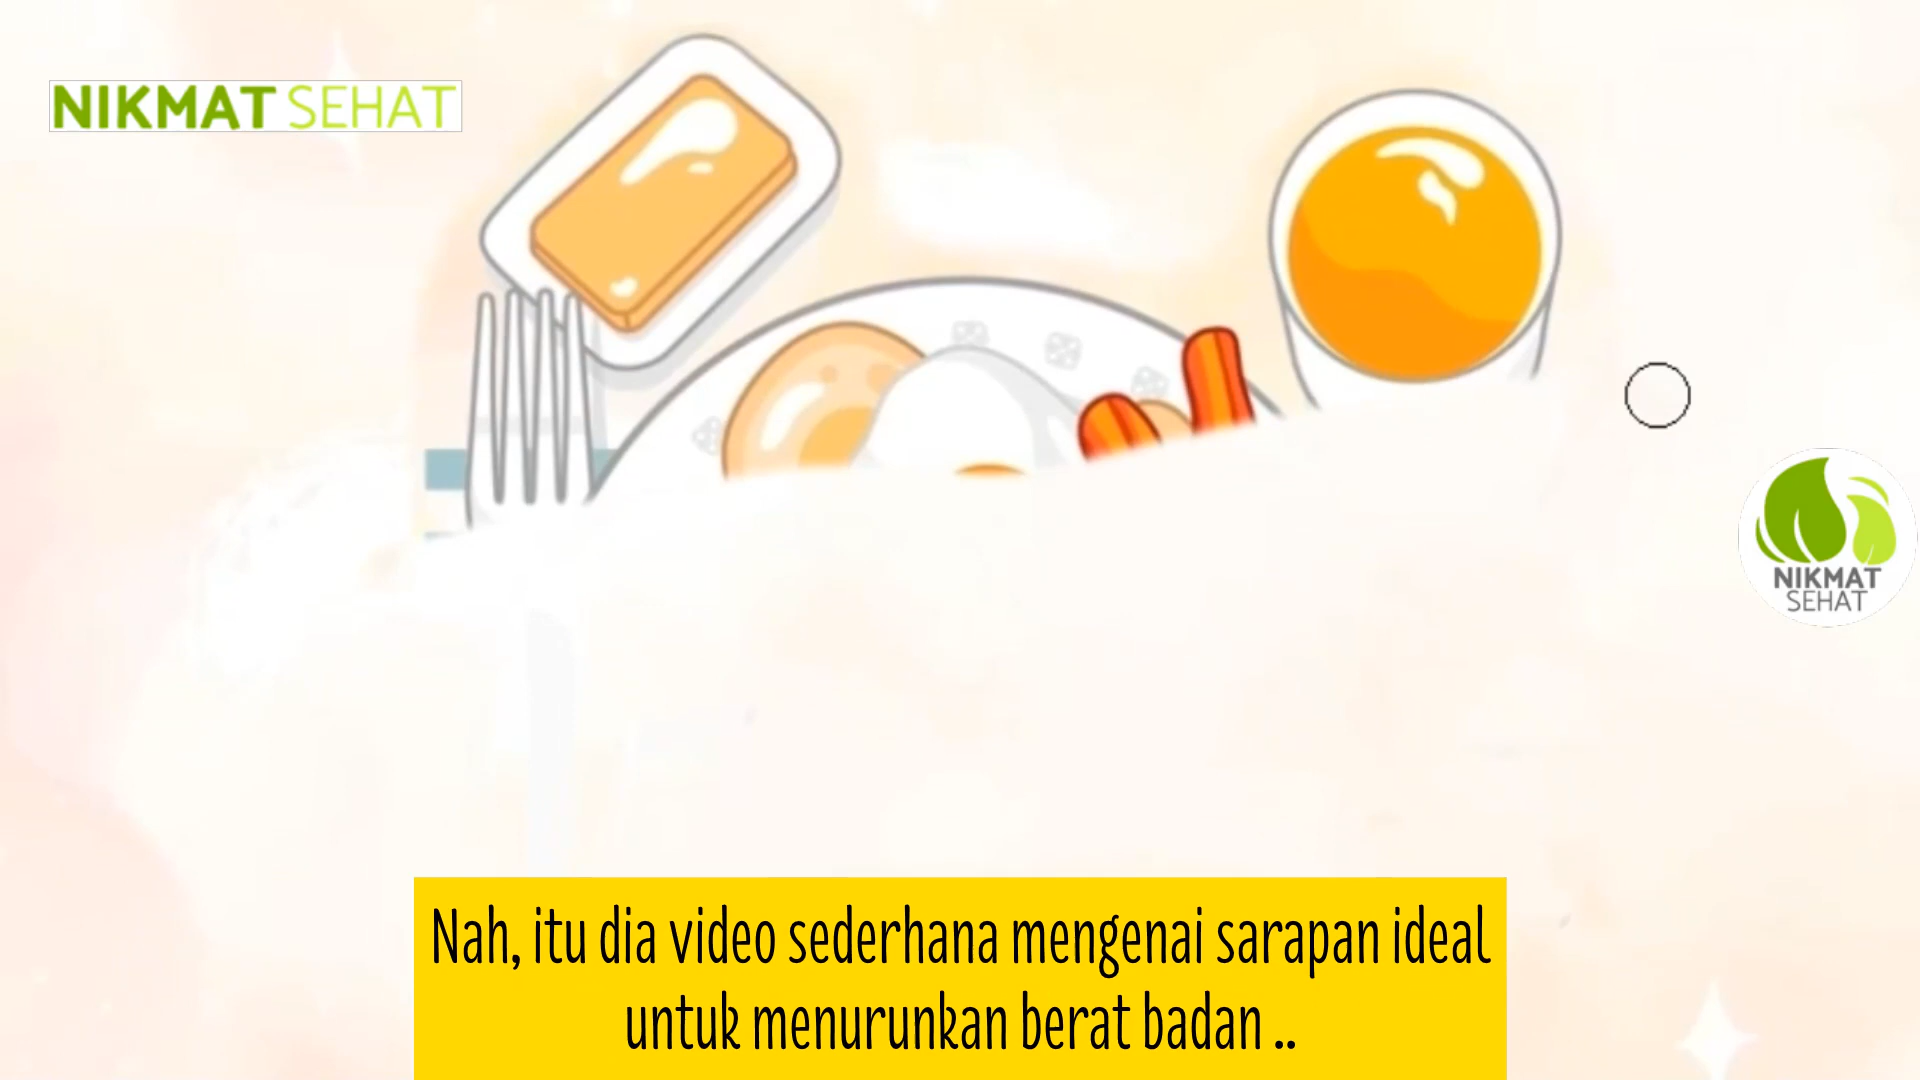 NIKMAT SEHAT
NIKMAT
SEHAT
Nah, itu dia video sederhana mengenai sarapan ideal
untuk menurunkan berat badan ..